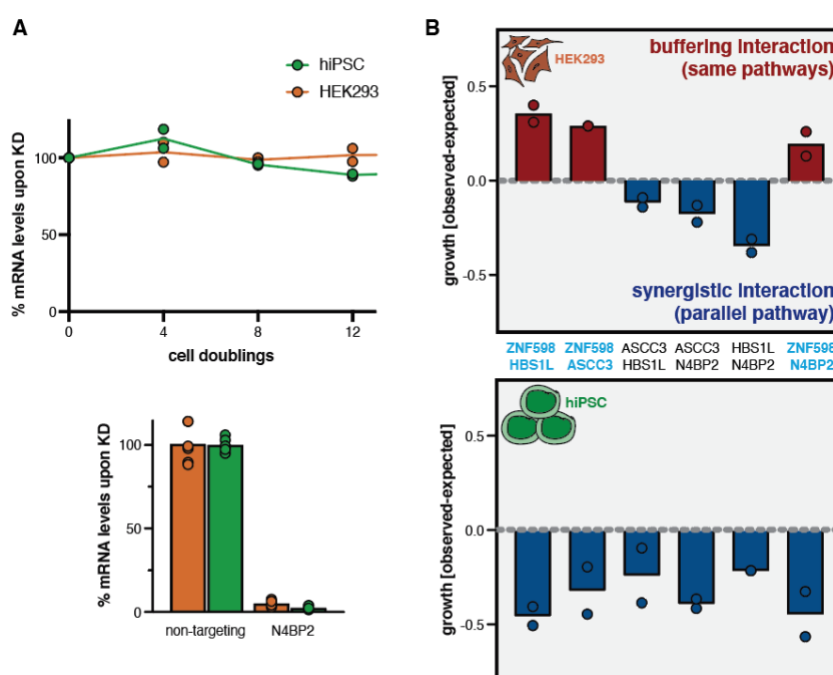 A
hiPSC
HEK293
% mRNA levels upon KD
100
50
0
0
4
8
12
cell doublings
% mRNA levels upon KD
100
50
0
non-targeting
N4BP2
B
HEK293
buffering interaction
(same pathways)
growth [observed-expected]
0.5
0.0
-0.5
synergistic interaction
(parallel pathway)
ZNF598 ZNF598 ASCC3 ASCC3 HBS1L ZNF598
HBS1L ASCC3 HBS1L N4BP2 N4BP2 N4BP2
hiPSC
growth [observed-expected]
0.5
0.0
-0.5